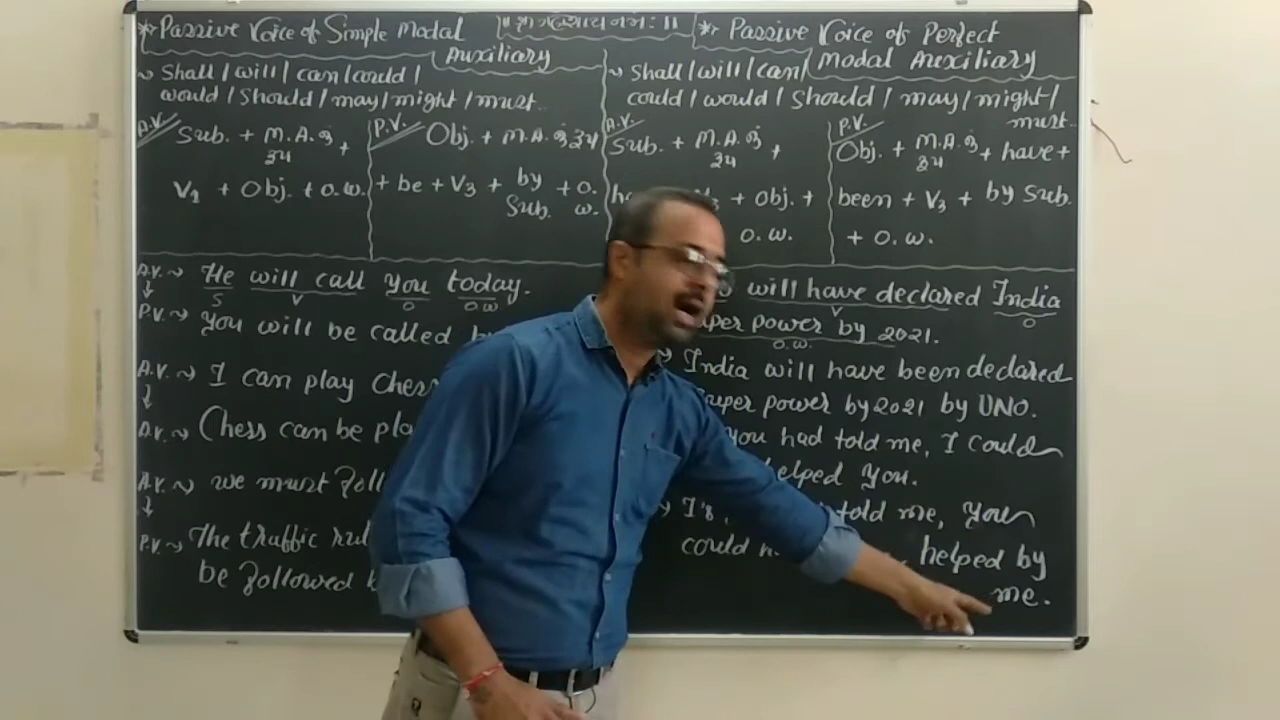 * Passive Voice of Simple Modal Auxiliary
~ Shall / will / can / could /
would / Should / may / might / must.
A.V. Sub. + M.A. में से +
V1 + Obj. + O.W.
P.V. Obj. + M.A. में से
+ be + V3 + by Sub. + O.W.
A.V. ~ He will call you today.
S V O O.W
P.V. ~ You will be called
A.V. ~ I can play Chess
A.V. ~ Chess can be
A.V. ~ we must
P.V. ~ The traffic
be followed
* Passive Voice of Perfect
Modal Auxiliary
~ Shall / will / can /
could / would / Should / may / might /
must..
A.V. Sub. + M.A. में से +
+ Obj. +
O.W.
P.V. Obj. + M.A. में से + have +
been + V3 + by Sub.
+ O.W.
will have declared India
V O
power by 2021.
O.W.
India will have been declared
power by 2021 by UNO.
you had told me, I could
helped You.
told me, You
could
helped by
me.